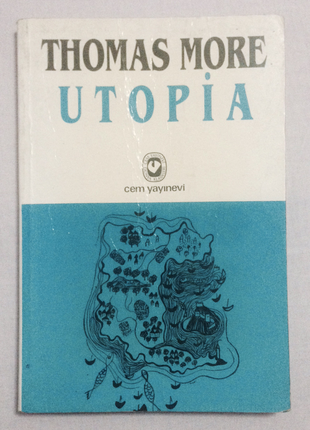 THOMAS MORE
UTOPİA
cem yayınevi